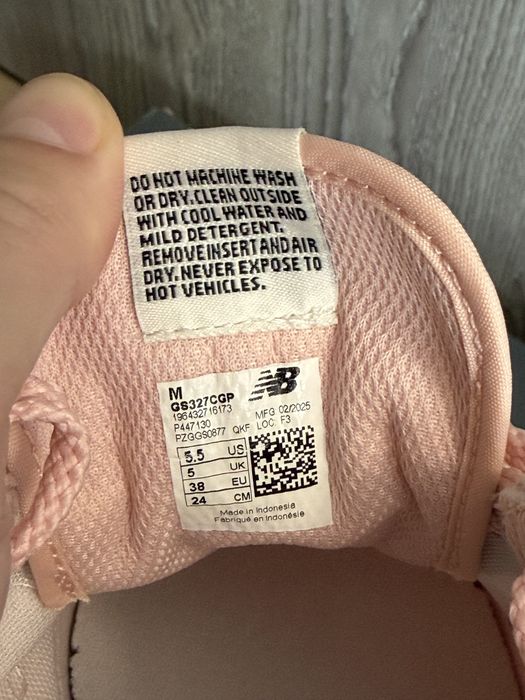 DO NOT MACHINE WASH
OR DRY.CLEAN OUTSIDE
WITH COOL WATER AND
MILD DETERGENT.
REMOVE INSERT AND AIR
DRY. NEVER EXPOSE TO
HOT VEHICLES.
M
NB
GS327CGP
196432716173 MFG 02/2025
P447130 LOC: F3
PZGGS0877 QKF
5.5 US
5 UK
38 EU
24 CM
Made in Indonesia
Fabriqué en Indonésie